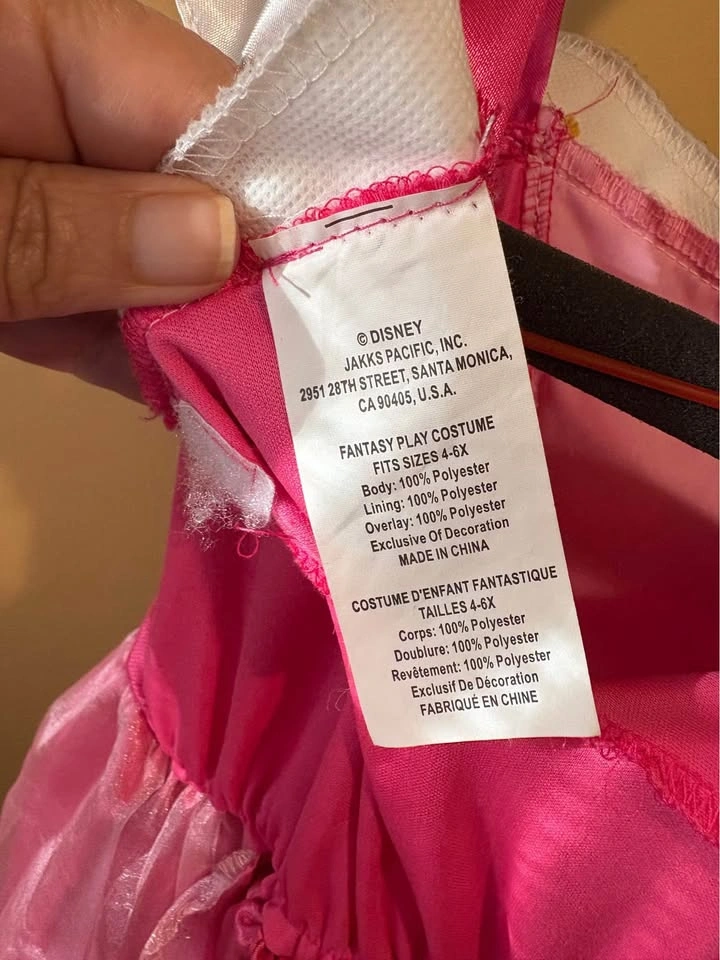 © DISNEY
JAKKS PACIFIC, INC.
2951 28TH STREET, SANTA MONICA,
CA 90405, U.S.A.
FANTASY PLAY COSTUME
FITS SIZES 4-6X
Body: 100% Polyester
Lining: 100% Polyester
Overlay: 100% Polyester
Exclusive Of Decoration
MADE IN CHINA
COSTUME D'ENFANT FANTASTIQUE
TAILLES 4-6X
Corps: 100% Polyester
Doublure: 100% Polyester
Revêtement: 100% Polyester
Exclusif De Décoration
FABRIQUÉ EN CHINE